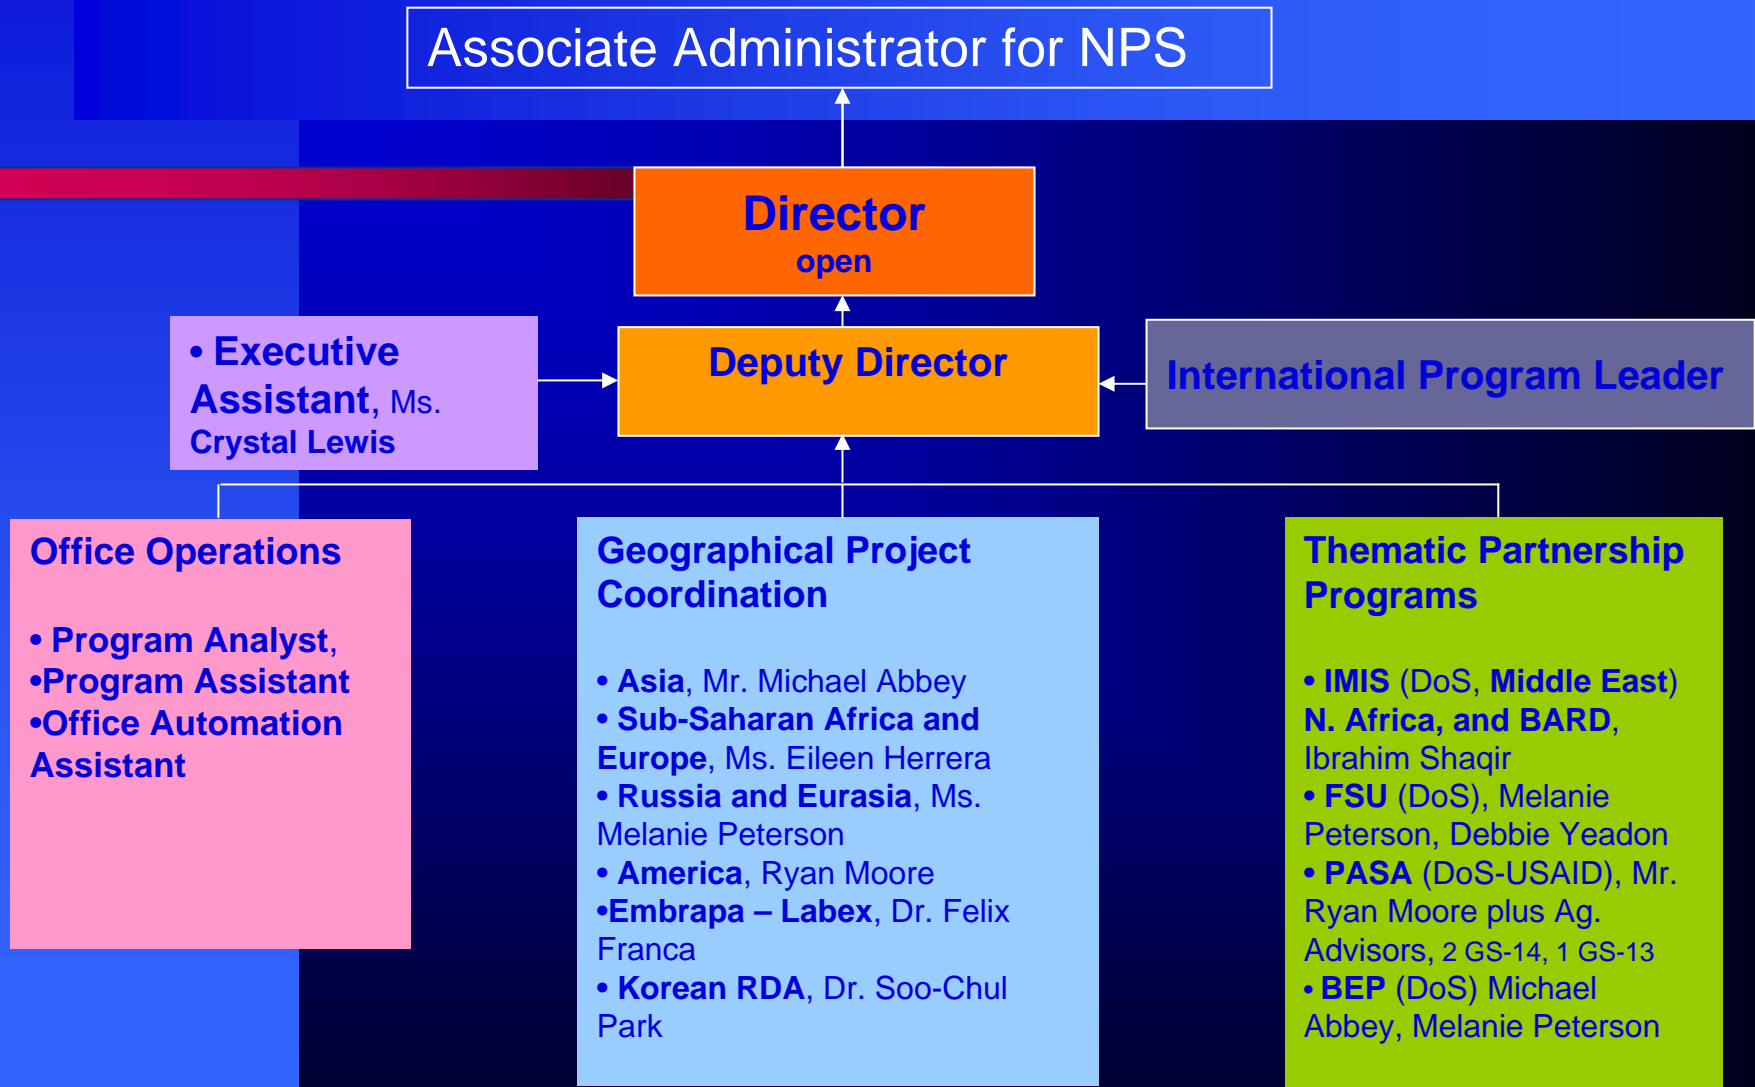 Associate Administrator for NPS
Director
open
• Executive
Assistant, Ms.
Crystal Lewis
Deputy Director
International Program Leader
Office Operations
• Program Analyst,
•Program Assistant
•Office Automation
Assistant
Geographical Project
Coordination
• Asia, Mr. Michael Abbey
• Sub-Saharan Africa and
Europe, Ms. Eileen Herrera
• Russia and Eurasia, Ms.
Melanie Peterson
• America, Ryan Moore
•Embrapa – Labex, Dr. Felix
Franca
• Korean RDA, Dr. Soo-Chul
Park
Thematic Partnership
Programs
• IMIS (DoS, Middle East)
N. Africa, and BARD,
Ibrahim Shaqir
• FSU (DoS), Melanie
Peterson, Debbie Yeadon
• PASA (DoS-USAID), Mr.
Ryan Moore plus Ag.
Advisors, 2 GS-14, 1 GS-13
• BEP (DoS) Michael
Abbey, Melanie Peterson